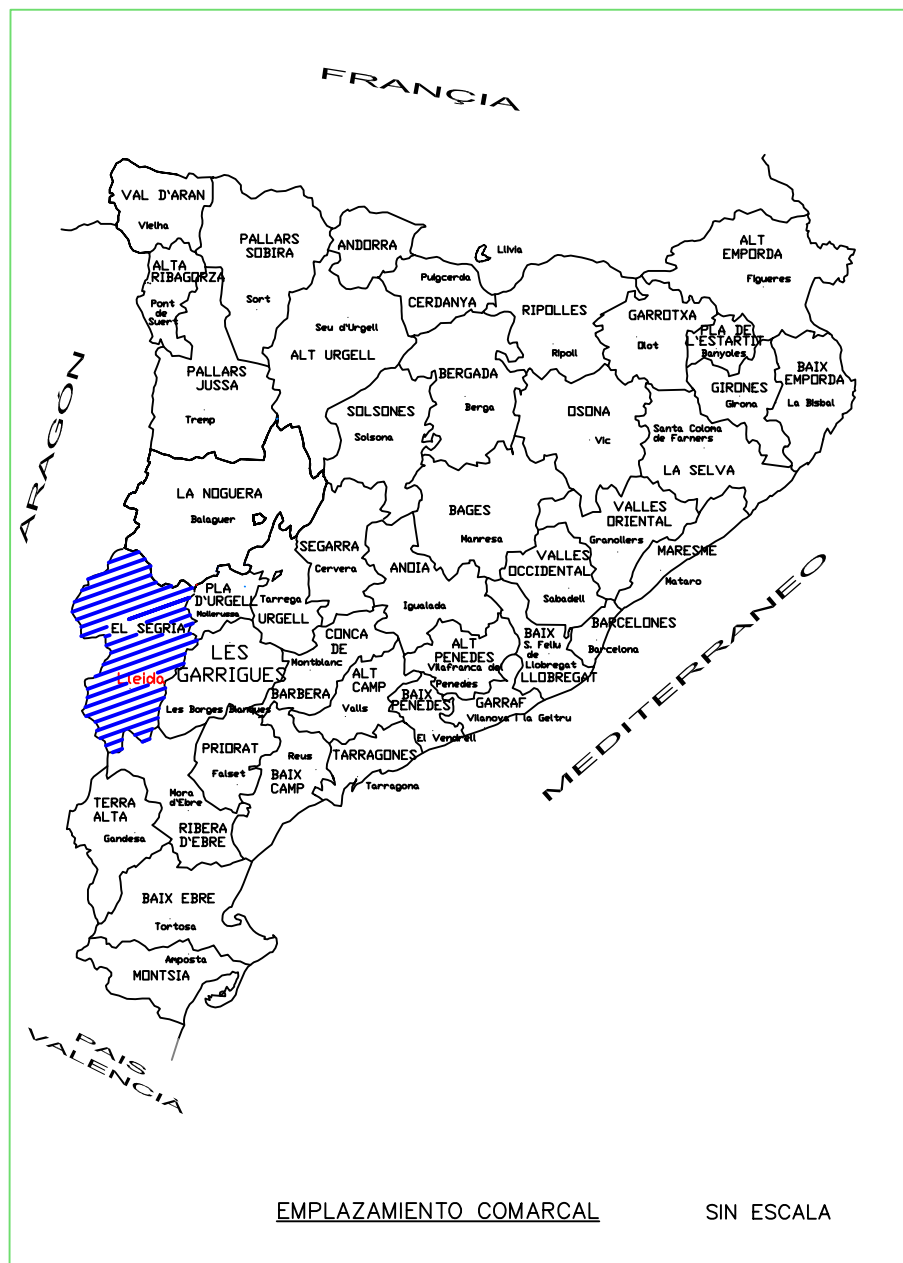 FRANÇIA
VAL D'ARAN
Vielha
PALLARS
SOBIRA
Sort
ANDORRA
Llivia
ALT
EMPORDA
Figueres
ALTA
RIBAGORZA
Pont
de
Suert
Puigcerda
CERDANYA
RIPOLLES
Ripoll
GARROTXA
Olot
PLA DE
L'ESTARTIT
Banyoles
Seu d'Urgell
ALT URGELL
PALLARS
JUSSA
Tremp
BERGADA
Berga
GIRONES
Girona
BAIX
EMPORDA
La Bisbal
ARAGÓN
SOLSONES
Solsona
OSONA
Vic
Santa Coloma
de Farners
LA SELVA
LA NOGUERA
Balaguer
BAGES
Manresa
VALLES
ORIENTAL
Granollers
SEGARRA
Cervera
ANOIA
Igualada
VALLES
OCCIDENTAL
Sabadell
MARESME
Mataro
PLA
D'URGELL
Mollerussa
Tarrega
URGELL
EL SEGRIA
Lleida
LES
GARRIGUES
Les Borges Blanques
CONCA
DE
Montblanc
BARBERA
ALT
CAMP
Valls
ALT
PENEDES
Vilafranca del
Penedes
BAIX
S. Feliu
de
Llobregat
LLOBREGAT
BARCELONES
Barcelona
BAIX
PENEDES
El Vendrell
GARRAF
Vilanova i la Geltru
MEDITERRANEO
PRIORAT
Falset
Reus
BAIX
CAMP
TARRAGONES
Tarragona
TERRA
ALTA
Gandesa
Mora
d'Ebre
RIBERA
D'EBRE
BAIX EBRE
Tortosa
Amposta
MONTSIA
PAIS
VALENCIÀ
EMPLAZAMIENTO COMARCAL
SIN ESCALA